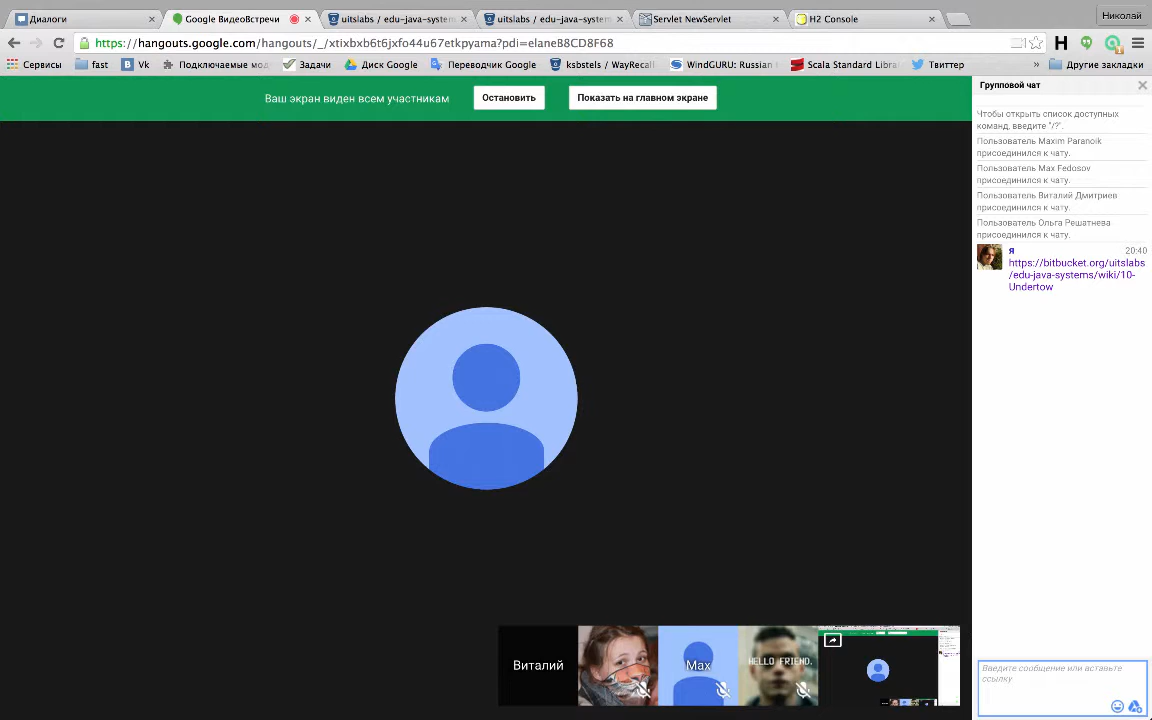 Диалоги
Google ВидеоВстречи
uitslabs / edu-java-system
uitslabs / edu-java-system
Servlet NewServlet
H2 Console
Николай
https://hangouts.google.com/hangouts/_/xtixbxb6t6jxfo44u67etkpyama?pdi=elaneB8CD8F68
Сервисы
fast
Vk
Подключаемые мод
Задачи
Диск Google
Переводчик Google
ksbstels / WayRecall
WindGURU: Russian
Scala Standard Libra
Твиттер
»
Другие закладки
Ваш экран виден всем участникам
Остановить
Показать на главном экране
Групповой чат
Чтобы открыть список доступных
команд, введите "/?".
Пользователь Maxim Paranoik
присоединился к чату.
Пользователь Max Fedosov
присоединился к чату.
Пользователь Виталий Дмитриев
присоединился к чату.
Пользователь Ольга Решатнева
присоединился к чату.
Я 20:40
https://bitbucket.org/uitslabs
/edu-java-systems/wiki/10-
Undertow
Виталий
Max
HELLO FRIEND.
Введите сообщение или вставьте
ссылку